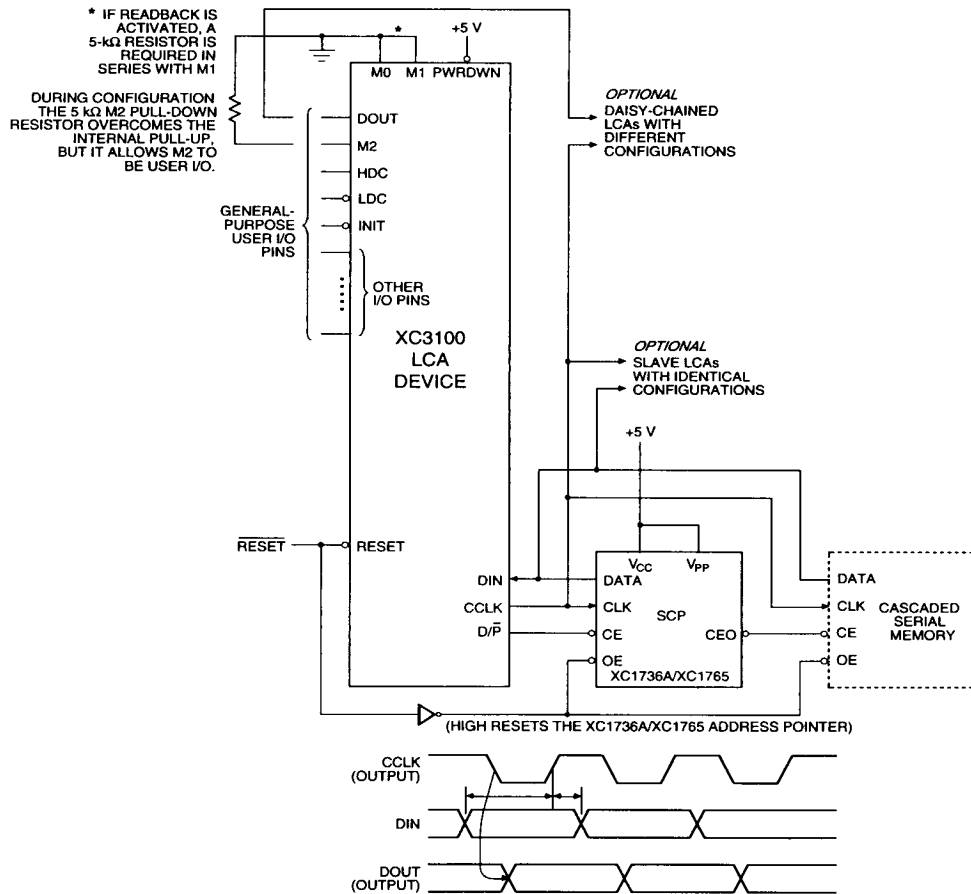 * IF READBACK IS
ACTIVATED, A
5-kΩ RESISTOR IS
REQUIRED IN
SERIES WITH M1
*
+5 V
M0
M1
PWRDWN
DURING CONFIGURATION
THE 5 kΩ M2 PULL-DOWN
RESISTOR OVERCOMES THE
INTERNAL PULL-UP,
BUT IT ALLOWS M2 TO
BE USER I/O.
DOUT
M2
HDC
LDC
INIT
GENERAL-
PURPOSE
USER I/O
PINS
OTHER
I/O PINS
XC3100
LCA
DEVICE
OPTIONAL
DAISY-CHAINED
LCAs WITH
DIFFERENT
CONFIGURATIONS
OPTIONAL
SLAVE LCAs
WITH IDENTICAL
CONFIGURATIONS
+5 V
RESET
RESET
DIN
CCLK
D/P
VCC
VPP
DATA
CLK
SCP
CE
CEO
OE
XC1736A/XC1765
DATA
CLK
CE
OE
CASCADED
SERIAL
MEMORY
(HIGH RESETS THE XC1736A/XC1765 ADDRESS POINTER)
CCLK
(OUTPUT)
DIN
DOUT
(OUTPUT)